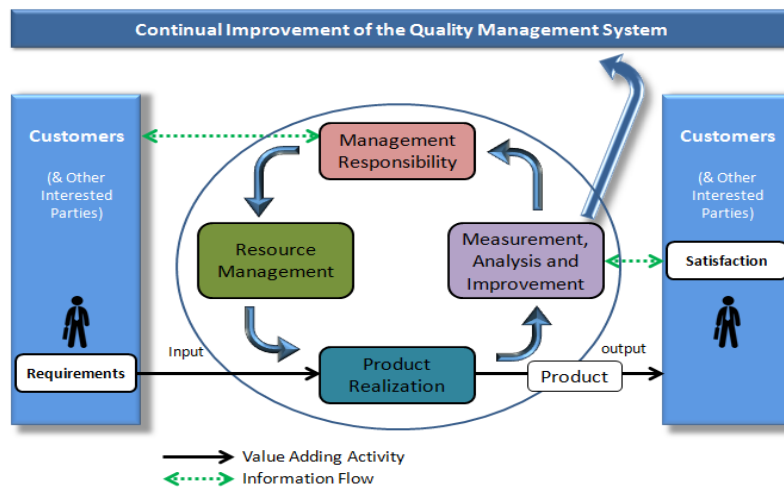 Continual Improvement of the Quality Management System
Customers
(& Other
Interested
Parties)
Requirements
Management
Responsibility
Resource
Management
Measurement,
Analysis and
Improvement
Input
Product
Realization
Product
output
Customers
(& Other
Interested
Parties)
Satisfaction
Value Adding Activity
Information Flow